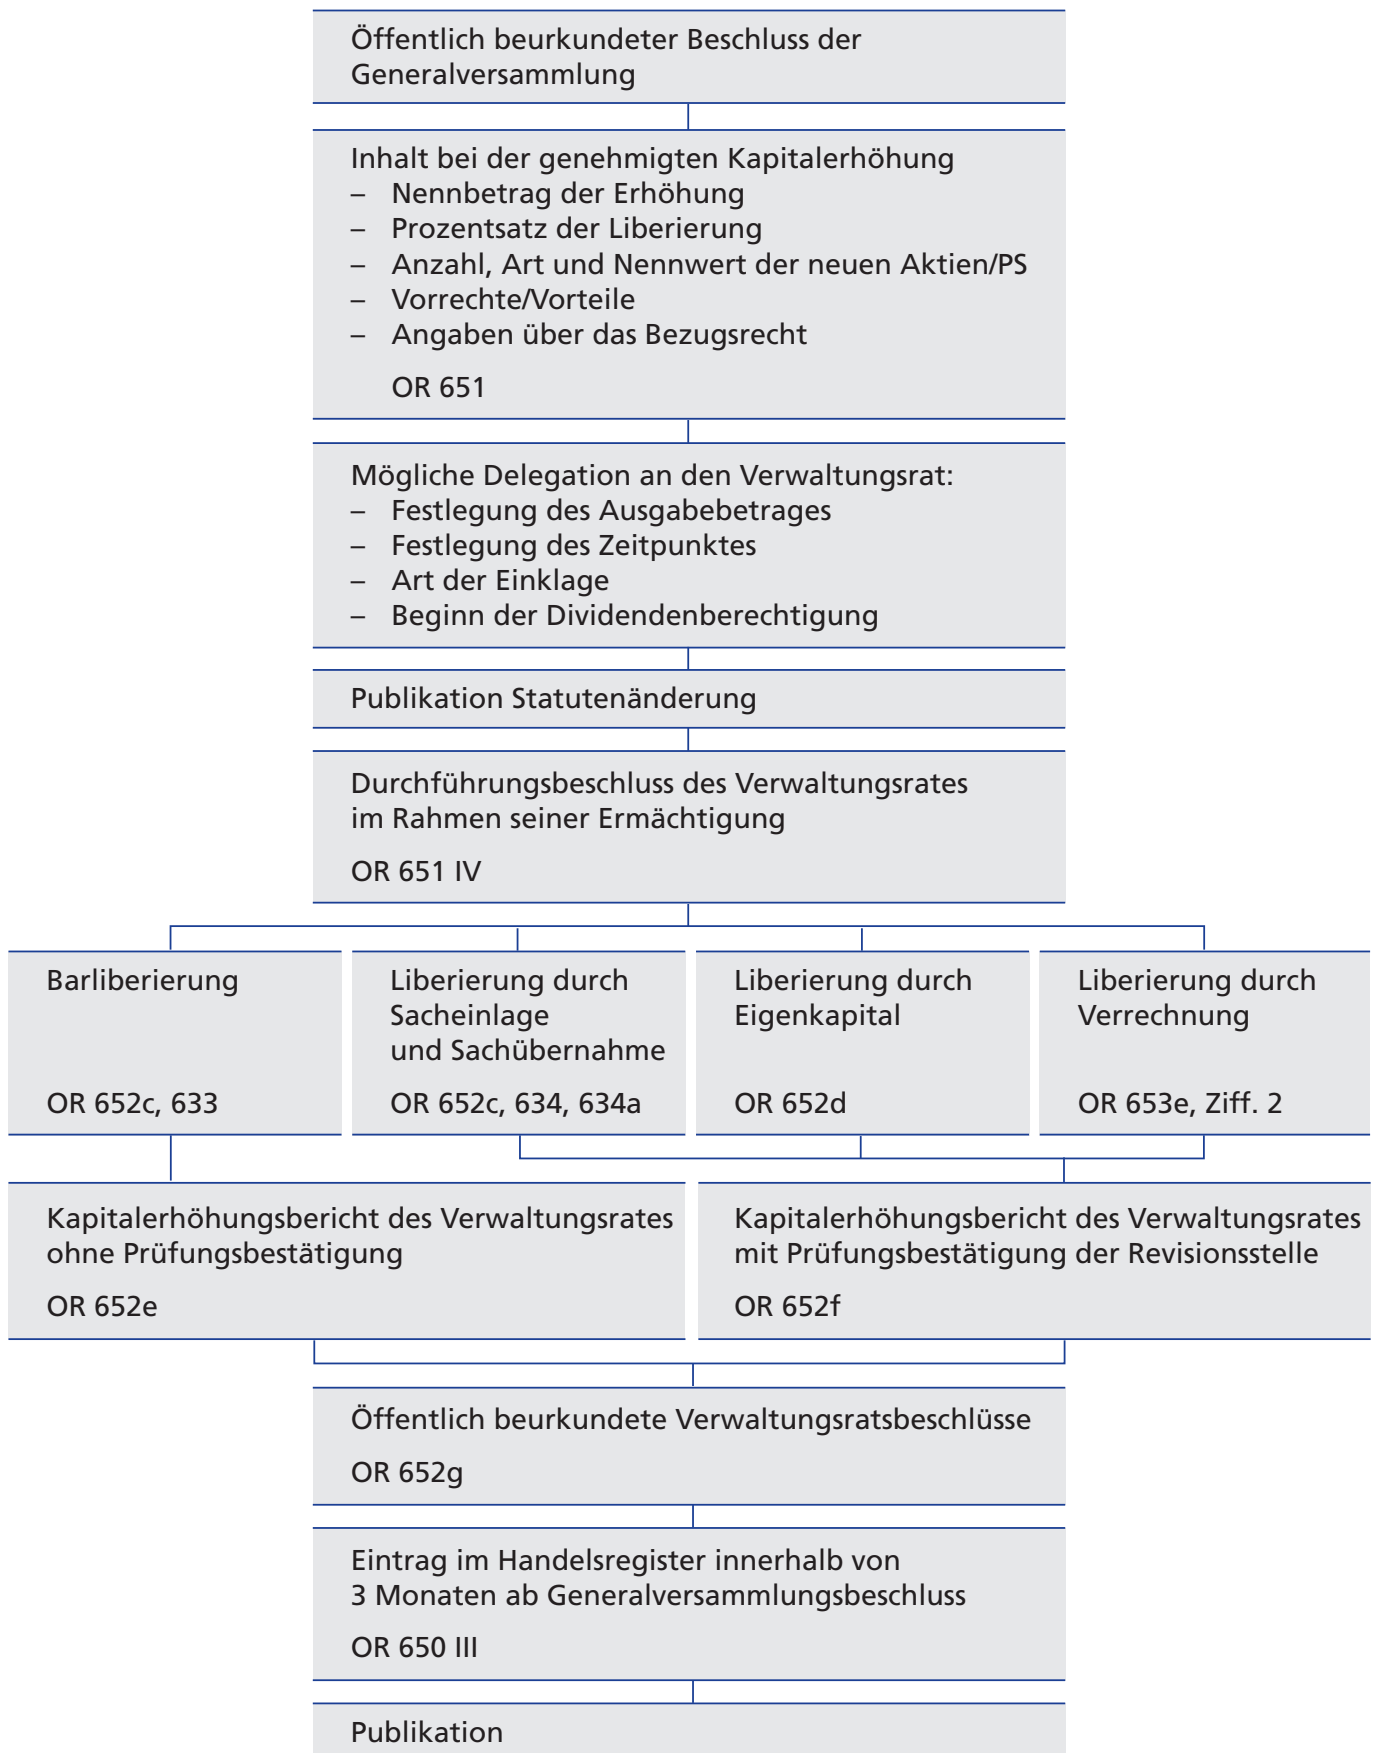 Öffentlich beurkundeter Beschluss der
Generalversammlung
Inhalt bei der genehmigten Kapitalerhöhung
– Nennbetrag der Erhöhung
– Prozentsatz der Liberierung
– Anzahl, Art und Nennwert der neuen Aktien/PS
– Vorrechte/Vorteile
– Angaben über das Bezugsrecht
OR 651
Mögliche Delegation an den Verwaltungsrat:
– Festlegung des Ausgabebetrages
– Festlegung des Zeitpunktes
– Art der Einklage
– Beginn der Dividendenberechtigung
Publikation Statutenänderung
Durchführungsbeschluss des Verwaltungsrates
im Rahmen seiner Ermächtigung
OR 651 IV
Barliberierung
OR 652c, 633
Liberierung durch
Sacheinlage
und Sachübernahme
OR 652c, 634, 634a
Liberierung durch
Eigenkapital
OR 652d
Liberierung durch
Verrechnung
OR 653e, Ziff. 2
Kapitalerhöhungsbericht des Verwaltungsrates
ohne Prüfungsbestätigung
OR 652e
Kapitalerhöhungsbericht des Verwaltungsrates
mit Prüfungsbestätigung der Revisionsstelle
OR 652f
Öffentlich beurkundete Verwaltungsratsbeschlüsse
OR 652g
Eintrag im Handelsregister innerhalb von
3 Monaten ab Generalversammlungsbeschluss
OR 650 III
Publikation